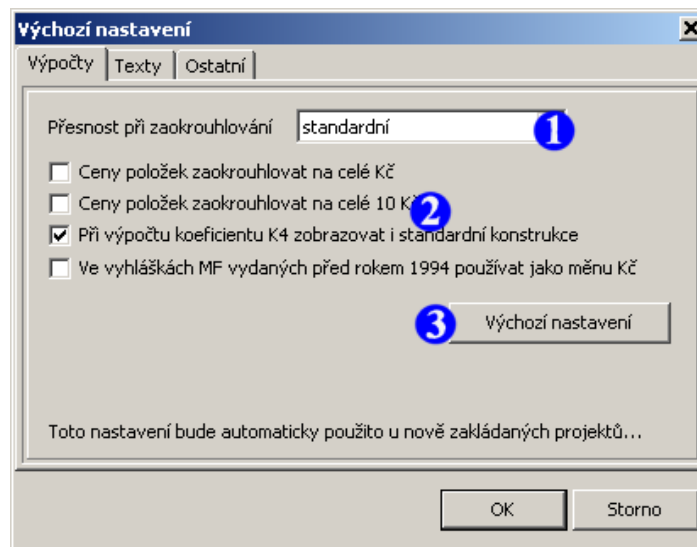 Výchozí nastavení
Výpočty Texty Ostatní
Přesnost při zaokrouhlování standardní 1
Ceny položek zaokrouhlovat na celé Kč
Ceny položek zaokrouhlovat na celé 10 Kč 2
Při výpočtu koeficientu K4 zobrazovat i standardní konstrukce
Ve vyhláškách MF vydaných před rokem 1994 používat jako měnu Kč
3 Výchozí nastavení
Toto nastavení bude automaticky použito u nově zakládaných projektů...
OK Storno